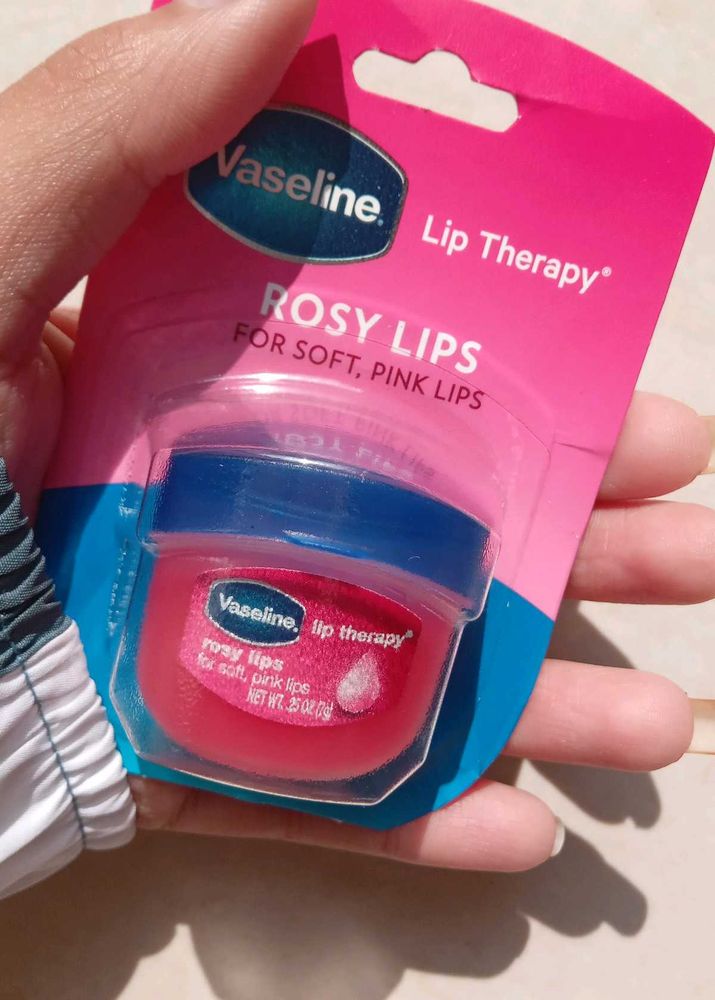 Vaseline®
Lip Therapy®
ROSY LIPS
FOR SOFT, PINK LIPS
Vaseline®
lip therapy®
rosy lips
for soft, pink lips
NET WT. .25 OZ (7g)